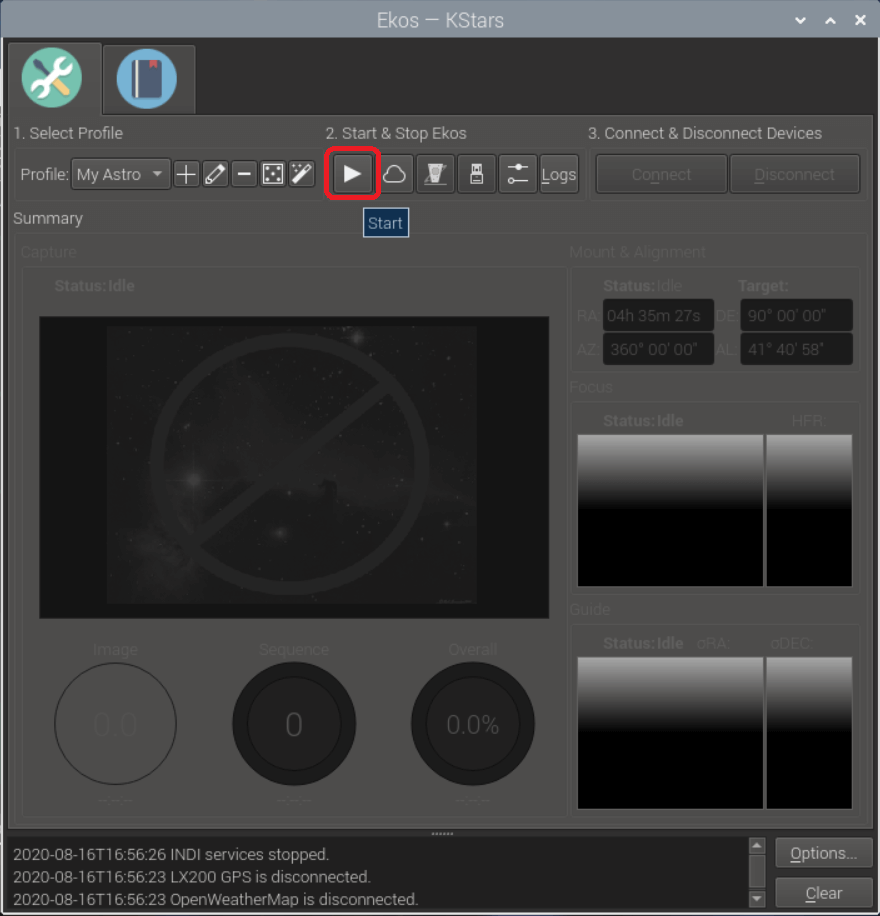 Ekos — KStars
1. Select Profile
2. Start & Stop Ekos
3. Connect & Disconnect Devices
Profile: My Astro
Logs
Connect
Disconnect
Start
Summary
Capture
Status: Idle
Mount & Alignment
Status: Idle
Target:
RA: 04h 35m 27s
DE: 90° 00' 00"
AZ: 360° 00' 00"
AL: 41° 40' 58"
Focus
Status: Idle
HFR:
Guide
Status: Idle
σRA:
σDEC:
Image
Sequence
Overall
0.0
0
0.0%
--:--:--
--:--:--
--:--:--
2020-08-16T16:56:26 INDI services stopped.
2020-08-16T16:56:23 LX200 GPS is disconnected.
2020-08-16T16:56:23 OpenWeatherMap is disconnected.
Options...
Clear